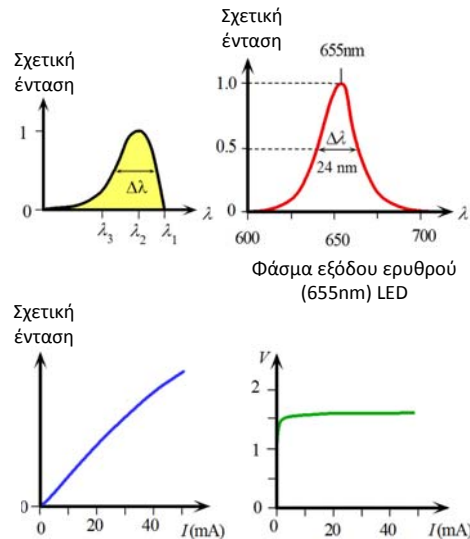 Σχετική
ένταση
1
Δλ
0
λ
λ3 λ2 λ1
Σχετική
ένταση
655nm
1.0
Δλ
0.5
24 nm
0
λ
600 650 700
Φάσμα εξόδου ερυθρού
(655nm) LED
Σχετική
ένταση
0
0 20 40 I(mA)
V
2
1
0
0 20 40 I(mA)